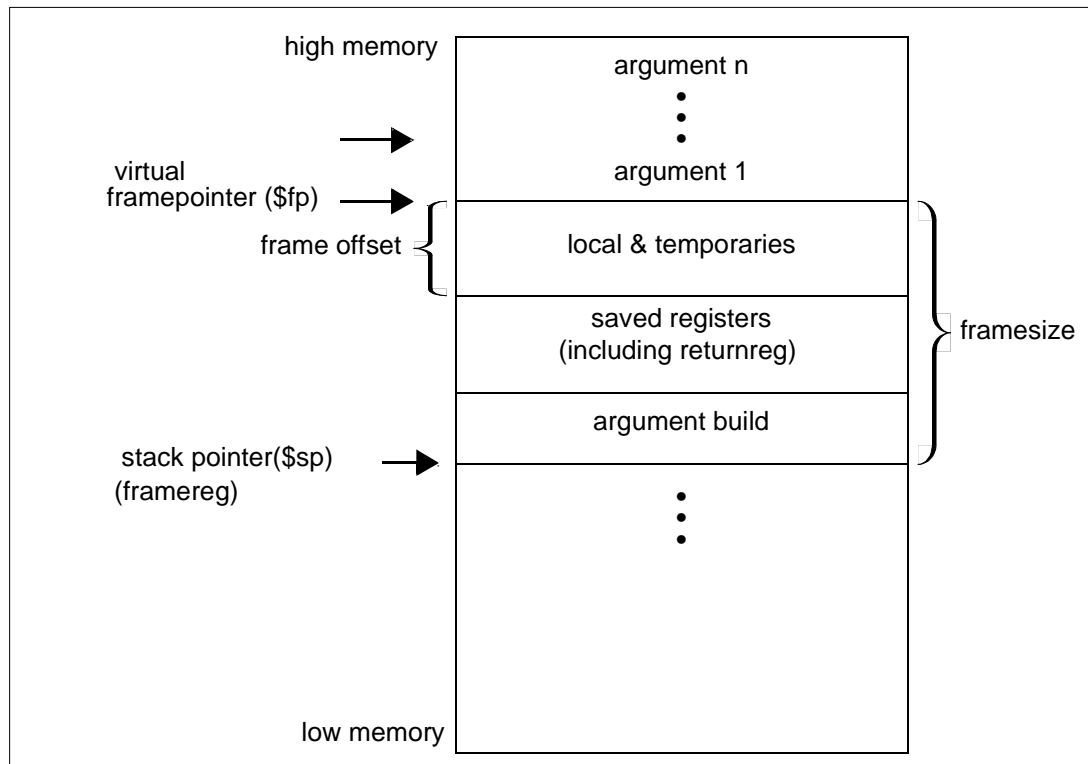 high memory
argument n
argument 1
virtual
framepointer ($fp)
frame offset
local & temporaries
saved registers
(including returnreg)
framesize
argument build
stack pointer($sp)
(framereg)
low memory